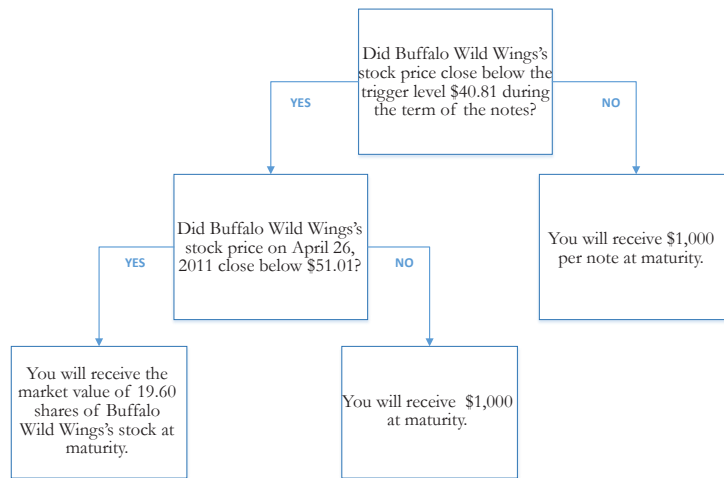 Did Buffalo Wild Wings's
stock price close below the
trigger level $40.81 during
the term of the notes?
YES
NO
Did Buffalo Wild Wings's
stock price on April 26,
2011 close below $51.01?
You will receive $1,000
per note at maturity.
YES
NO
You will receive the
market value of 19.60
shares of Buffalo
Wild Wings's stock at
maturity.
You will receive $1,000
at maturity.